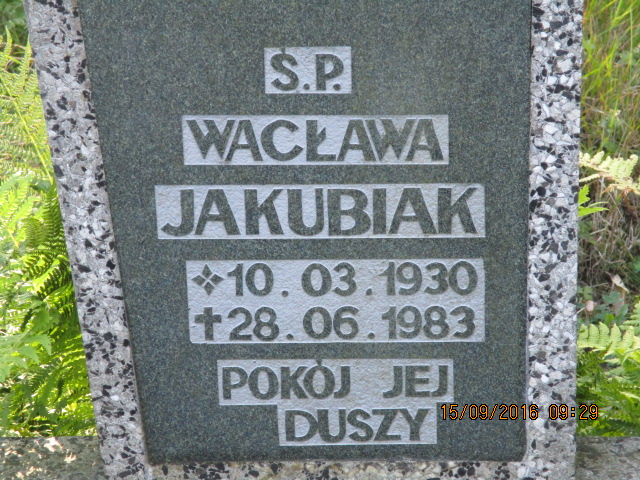 Ś.P.
WACŁAWA
JAKUBIAK
✻10.03.1930
✝28.06.1983
POKÓJ JEJ
DUSZY
15/09/2016 09:29